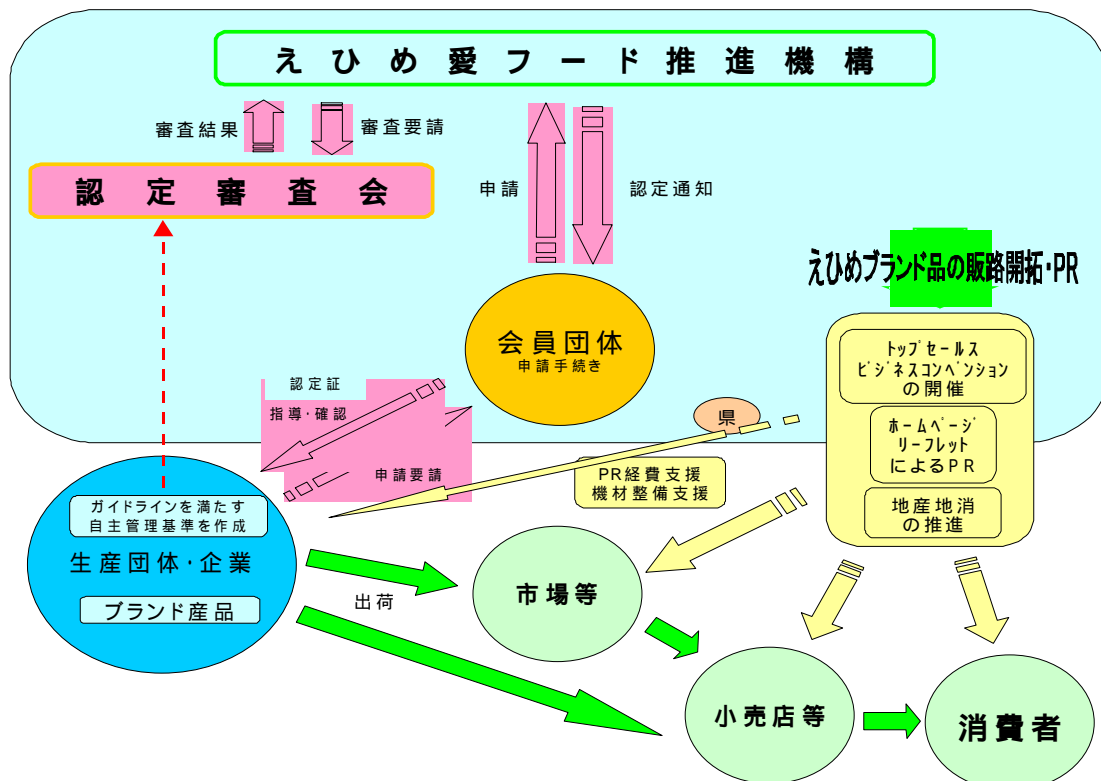 えひめ愛フード推進機構
審査結果
審査要請
認定審査会
申請
認定通知
えひめブランド品の販路開拓・PR
会員団体
申請手続き
トップセールス
ビジネスコンベンション
の開催
ホームページ
リーフレット
によるPR
地産地消
の推進
認定証
指導・確認
申請要請
県
PR経費支援
機材整備支援
ガイドラインを満たす
自主管理基準を作成
生産団体・企業
ブランド産品
出荷
市場等
小売店等
消費者